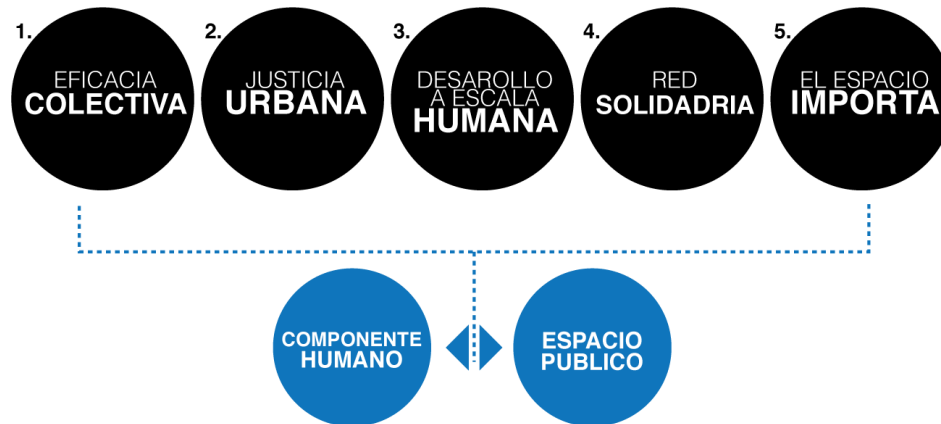 1.
EFICACIA
COLECTIVA
2.
JUSTICIA
URBANA
3.
DESAROLLO
A ESCALA
HUMANA
4.
RED
SOLIDADRIA
5.
EL ESPACIO
IMPORTA
COMPONENTE
HUMANO
ESPACIO
PUBLICO